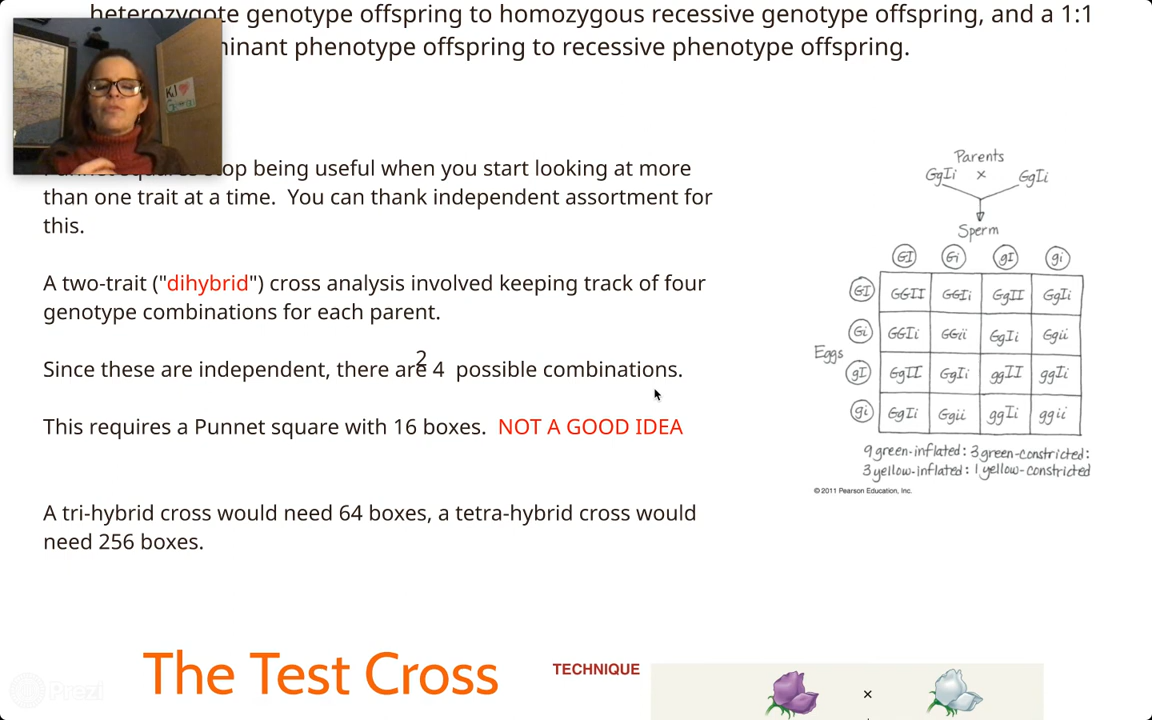 heterozygote genotype offspring to homozygous recessive genotype offspring, and a 1:1
minant phenotype offspring to recessive phenotype offspring.
K♥
op being useful when you start looking at more
than one trait at a time. You can thank independent assortment for
this.
A two-trait ("dihybrid") cross analysis involved keeping track of four
genotype combinations for each parent.
2
Since these are independent, there are 4 possible combinations.
This requires a Punnet square with 16 boxes. NOT A GOOD IDEA
A tri-hybrid cross would need 64 boxes, a tetra-hybrid cross would
need 256 boxes.
Parents
GgIi × GgIi
Sperm
GI Gi gI gi
GI GGII GGIi GgII GgIi
Gi GGIi GGii GgIi Ggii
Eggs
gI GgII GgIi ggII ggIi
gi GgIi Ggii ggIi ggii
9 green-inflated: 3 green-constricted:
3 yellow-inflated: 1 yellow-constricted
© 2011 Pearson Education, Inc.
The Test Cross
TECHNIQUE
×
Prezi